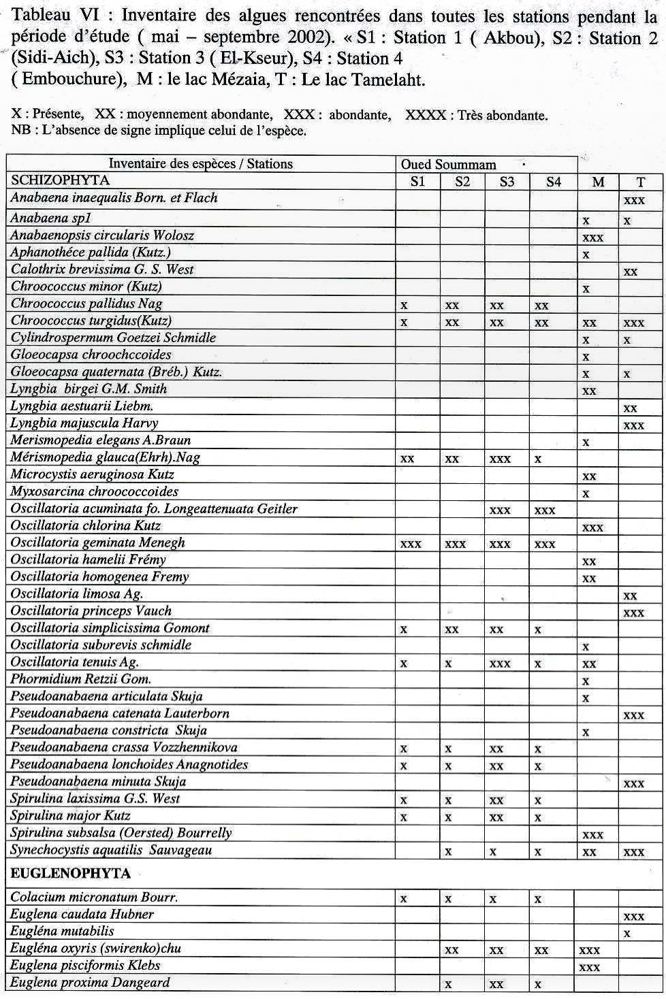 Tableau VI : Inventaire des algues rencontrées dans toutes les stations pendant la
période d'étude ( mai – septembre 2002). « S1 : Station 1 ( Akbou), S2 : Station 2
(Sidi-Aich), S3 : Station 3 ( El-Kseur), S4 : Station 4
( Embouchure), M : le lac Mézaia, T : Le lac Tamelaht.
X : Présente, XX : moyennement abondante, XXX : abondante, XXXX : Très abondante.
NB : L'absence de signe implique celui de l'espèce.
Inventaire des espèces / Stations Oued Soummam
SCHIZOPHYTA S1 S2 S3 S4 M T
Anabaena inaequalis Born. et Flach xxx
Anabaena sp1 x x
Anabaenopsis circularis Wolosz xxx
Aphanothéce pallida (Kutz.) x
Calothrix brevissima G. S. West xx
Chroococcus minor (Kutz) x
Chroococcus pallidus Nag x xx xx xx
Chroococcus turgidus(Kutz) x xx xx xx xx xxx
Cylindrospermum Goetzei Schmidle x x
Gloeocapsa chroochccoides x
Gloeocapsa quaternata (Bréb.) Kutz. x x
Lyngbia birgei G.M. Smith xx
Lyngbia aestuarii Liebm. xx
Lyngbia majuscula Harvy xxx
Merismopedia elegans A.Braun x
Mérismopedia glauca(Ehrh).Nag xx xx xxx x
Microcystis aeruginosa Kutz xx
Myxosarcina chroococcoides x
Oscillatoria acuminata fo. Longeattenuata Geitler xxx xxx
Oscillatoria chlorina Kutz xxx
Oscillatoria geminata Menegh xxx xxx xxx xxx
Oscillatoria hamelii Frémy xx
Oscillatoria homogenea Fremy xx
Oscillatoria limosa Ag. xx
Oscillatoria princeps Vauch xxx
Oscillatoria simplicissima Gomont x xx xx x
Oscillatoria suburevis schmidle x
Oscillatoria tenuis Ag. x x xxx x xx
Phormidium Retzii Gom. x
Pseudoanabaena articulata Skuja x
Pseudoanabaena catenata Lauterborn xxx
Pseudoanabaena constricta Skuja x
Pseudoanabaena crassa Vozzhennikova x x xx x
Pseudoanabaena lonchoides Anagnotides x x xx x
Pseudoanabaena minuta Skuja xxx
Spirulina laxissima G.S. West x x xx x
Spirulina major Kutz x x xx x
Spirulina subsalsa (Oersted) Bourrelly xxx
Synechocystis aquatilis Sauvageau x x x xx xxx
EUGLENOPHYTA
Colacium micronatum Bourr. x x x x
Euglena caudata Hubner xxx
Eugléna mutabilis x
Eugléna oxyris (swirenko)chu xx xx xx xxx
Euglena pisciformis Klebs xxx
Euglena proxima Dangeard x xx x